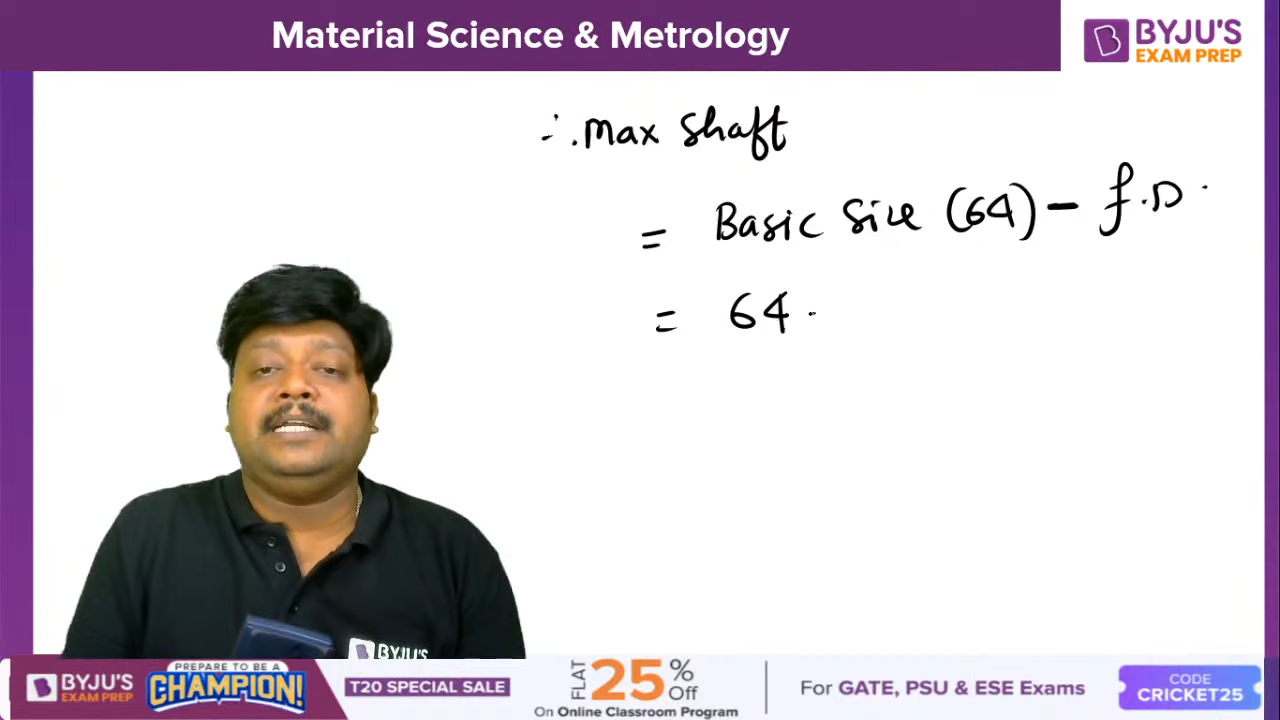 Material Science & Metrology
BYJU'S
EXAM PREP
∴ Max Shaft
= Basic Size (64) - f.D.
= 64
BYJU'S
BYJU'S
EXAM PREP
PREPARE TO BE A
CHAMPION!
T20 SPECIAL SALE
FLAT 25% Off
On Online Classroom Program
For GATE, PSU & ESE Exams
CODE
CRICKET25